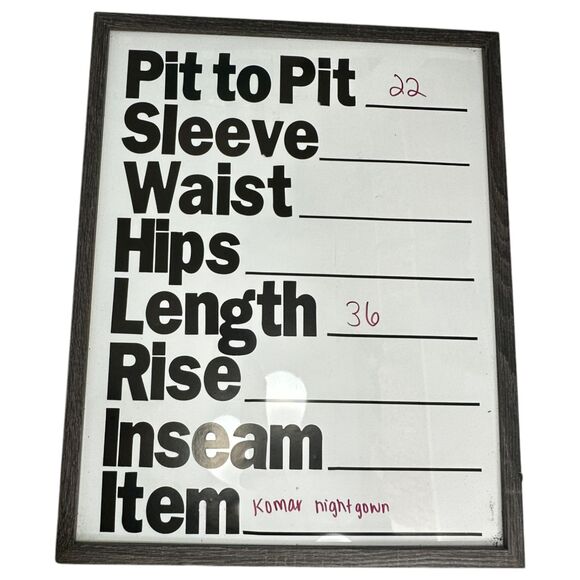 Pit to Pit 22
Sleeve
Waist
Hips
Length 36
Rise
Inseam
Item Komar nightgown